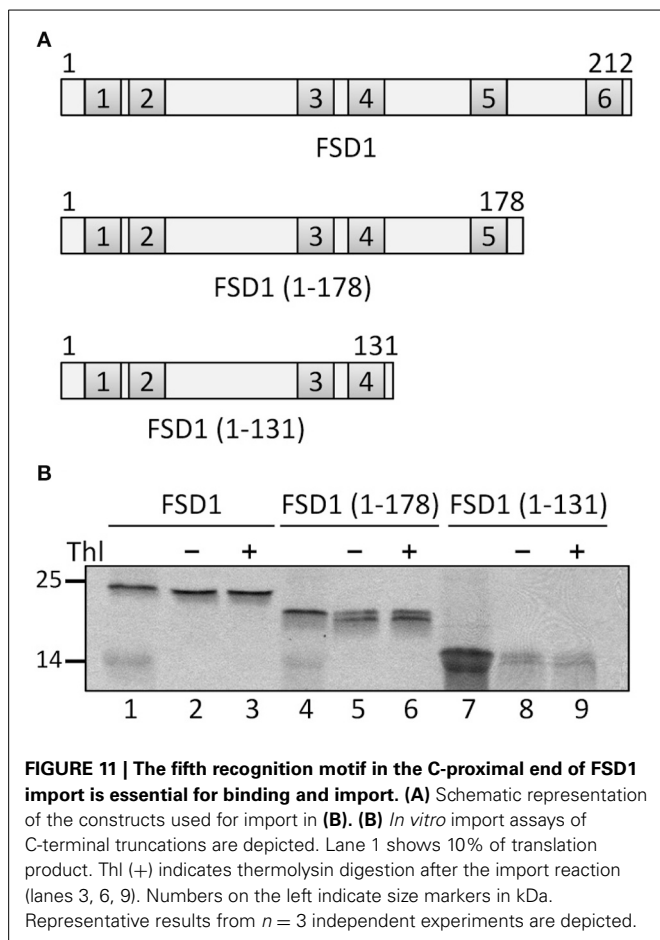 A
1 212
1 2 3 4 5 6
FSD1
1 178
1 2 3 4 5
FSD1 (1-178)
1 131
1 2 3 4
FSD1 (1-131)
B
FSD1 FSD1 (1-178) FSD1 (1-131)
Thl − + − + − +
25
14
1 2 3 4 5 6 7 8 9
FIGURE 11 | The fifth recognition motif in the C-proximal end of FSD1
import is essential for binding and import. (A) Schematic representation
of the constructs used for import in (B). (B) In vitro import assays of
C-terminal truncations are depicted. Lane 1 shows 10% of translation
product. Thl (+) indicates thermolysin digestion after the import reaction
(lanes 3, 6, 9). Numbers on the left indicate size markers in kDa.
Representative results from n = 3 independent experiments are depicted.